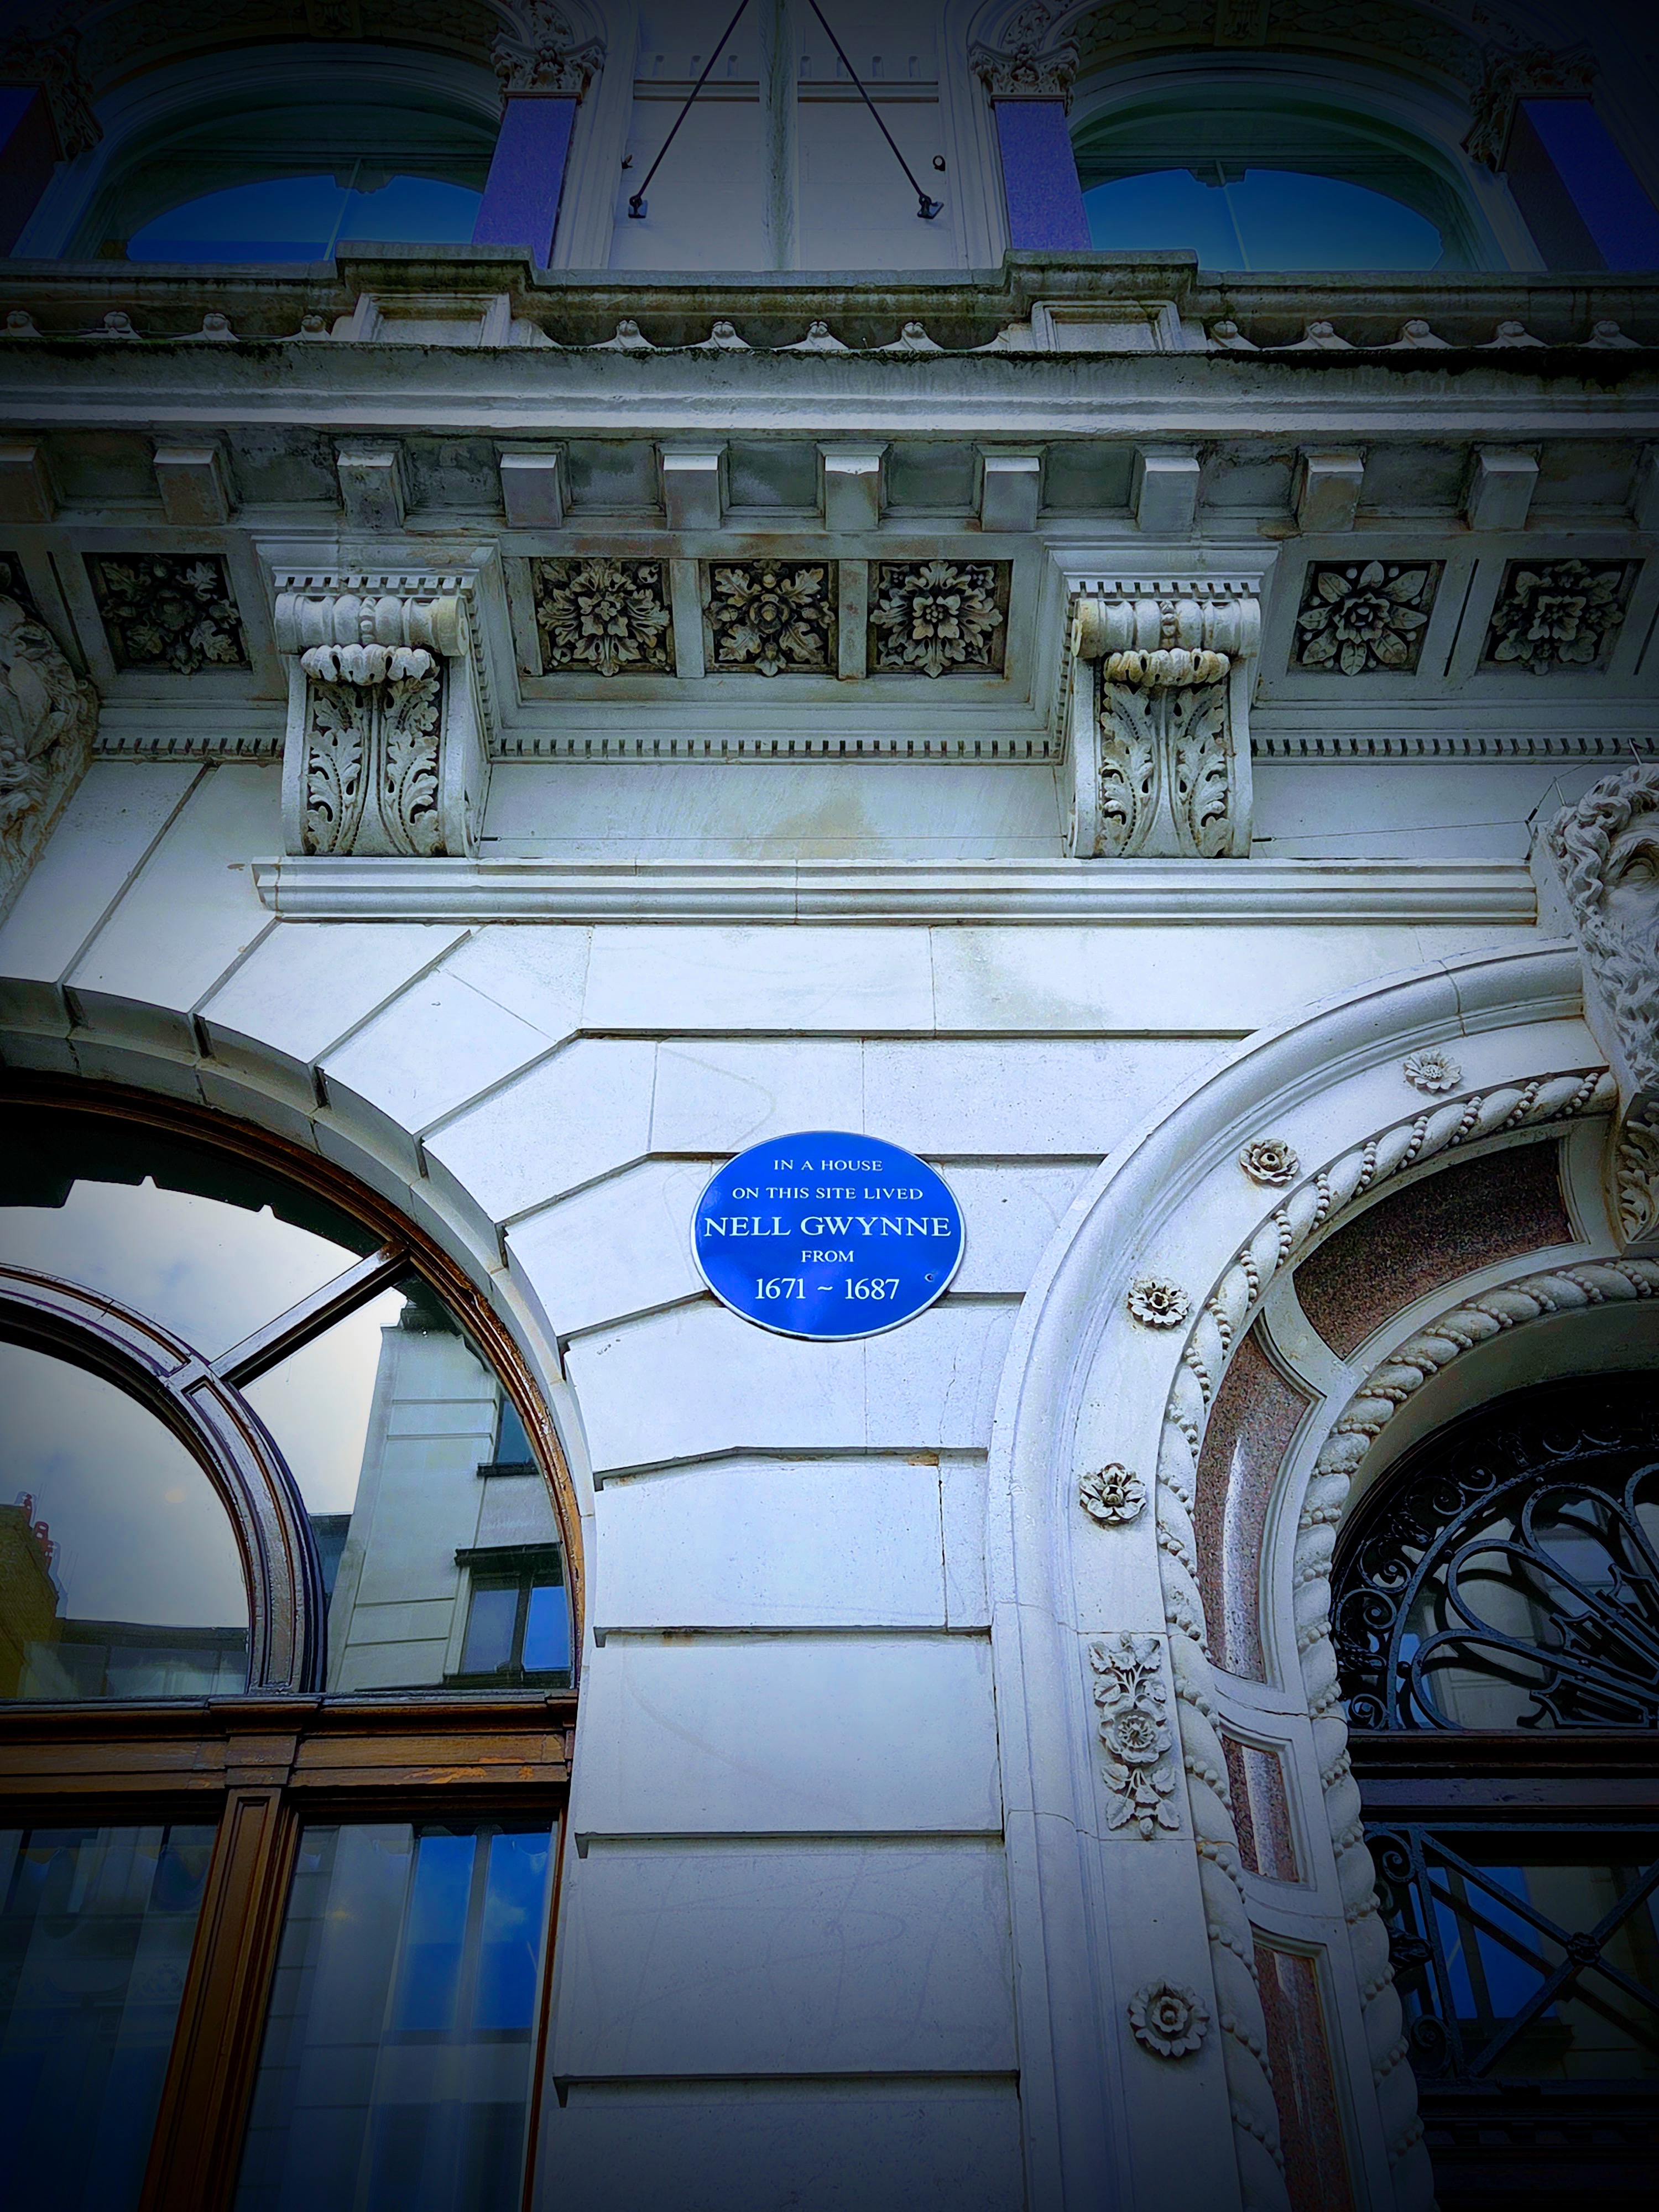 IN A HOUSE
ON THIS SITE LIVED
NELL GWYNNE
FROM
1671 ~ 1687